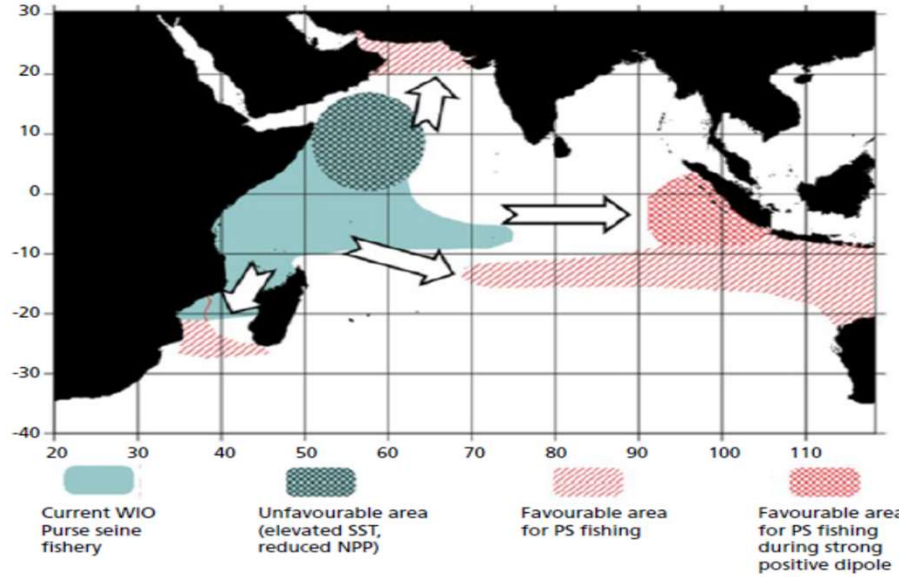 30
20
10
0
-10
-20
-30
-40
20 30 40 50 60 70 80 90 100 110
Current WIO
Purse seine
fishery
Unfavourable area
(elevated SST,
reduced NPP)
Favourable area
for PS fishing
Favourable area
for PS fishing
during strong
positive dipole